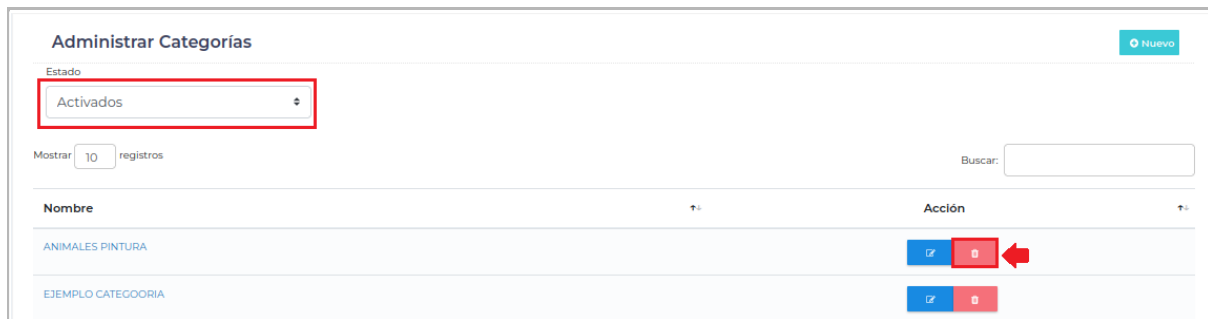 Administrar Categorías
Nuevo
Estado
Activados
Mostrar 10 registros
Buscar:
Nombre Acción
ANIMALES PINTURA
EJEMPLO CATEGOORIA